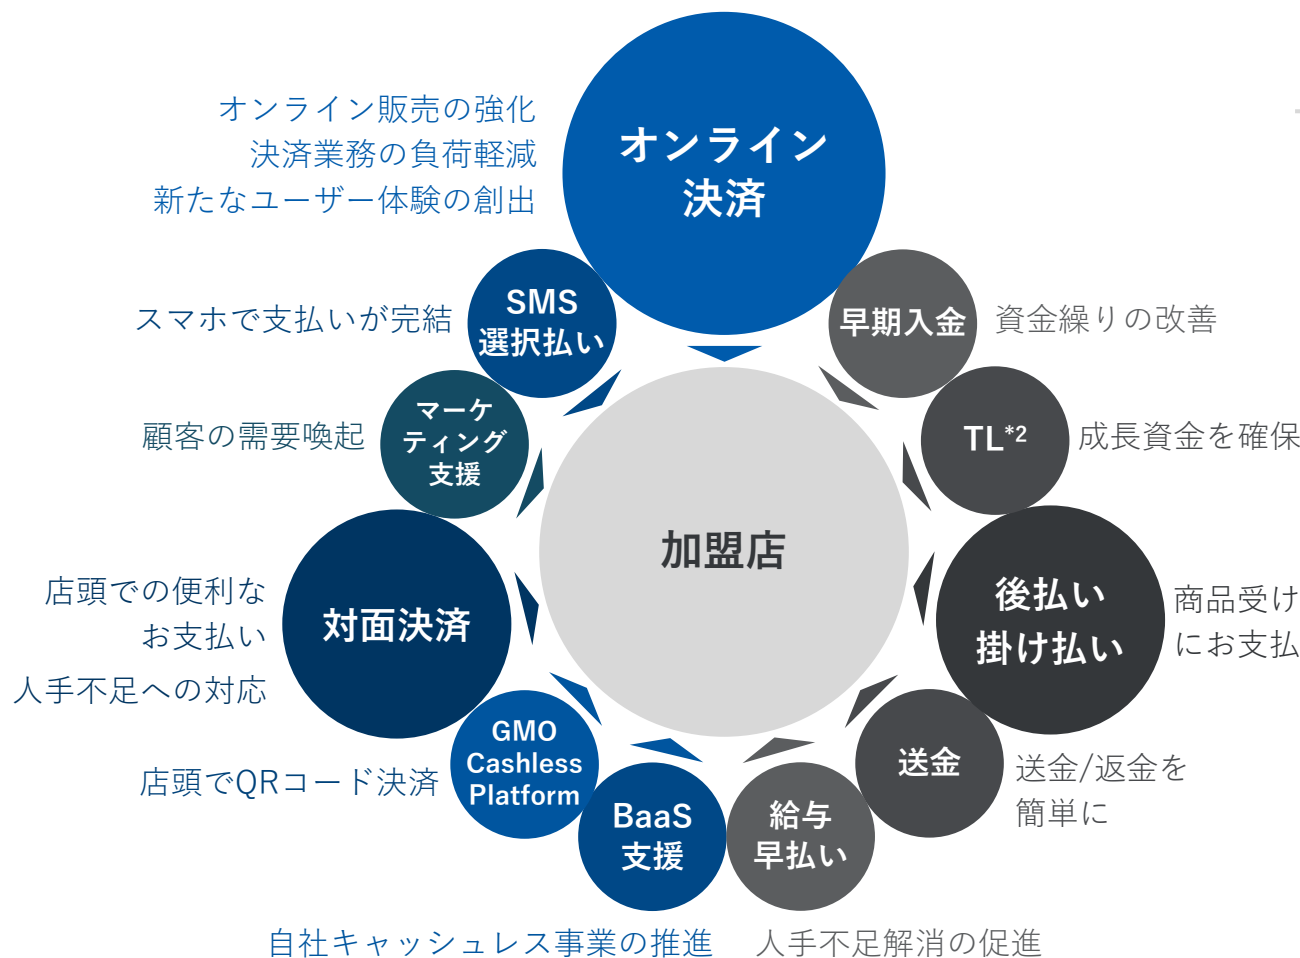 オンライン販売の強化
決済業務の負荷軽減
新たなユーザー体験の創出
オンライン
決済
スマホで支払いが完結
SMS
選択払い
早期入金
資金繰りの改善
顧客の需要喚起
マーケ
ティング
支援
TL*2
成長資金を確保
加盟店
店頭での便利な
お支払い
人手不足への対応
対面決済
後払い
掛け払い
商品受け
にお支払
店頭でQRコード決済
GMO
Cashless
Platform
BaaS
支援
給与
早払い
送金
送金/返金を
簡単に
自社キャッシュレス事業の推進
人手不足解消の促進